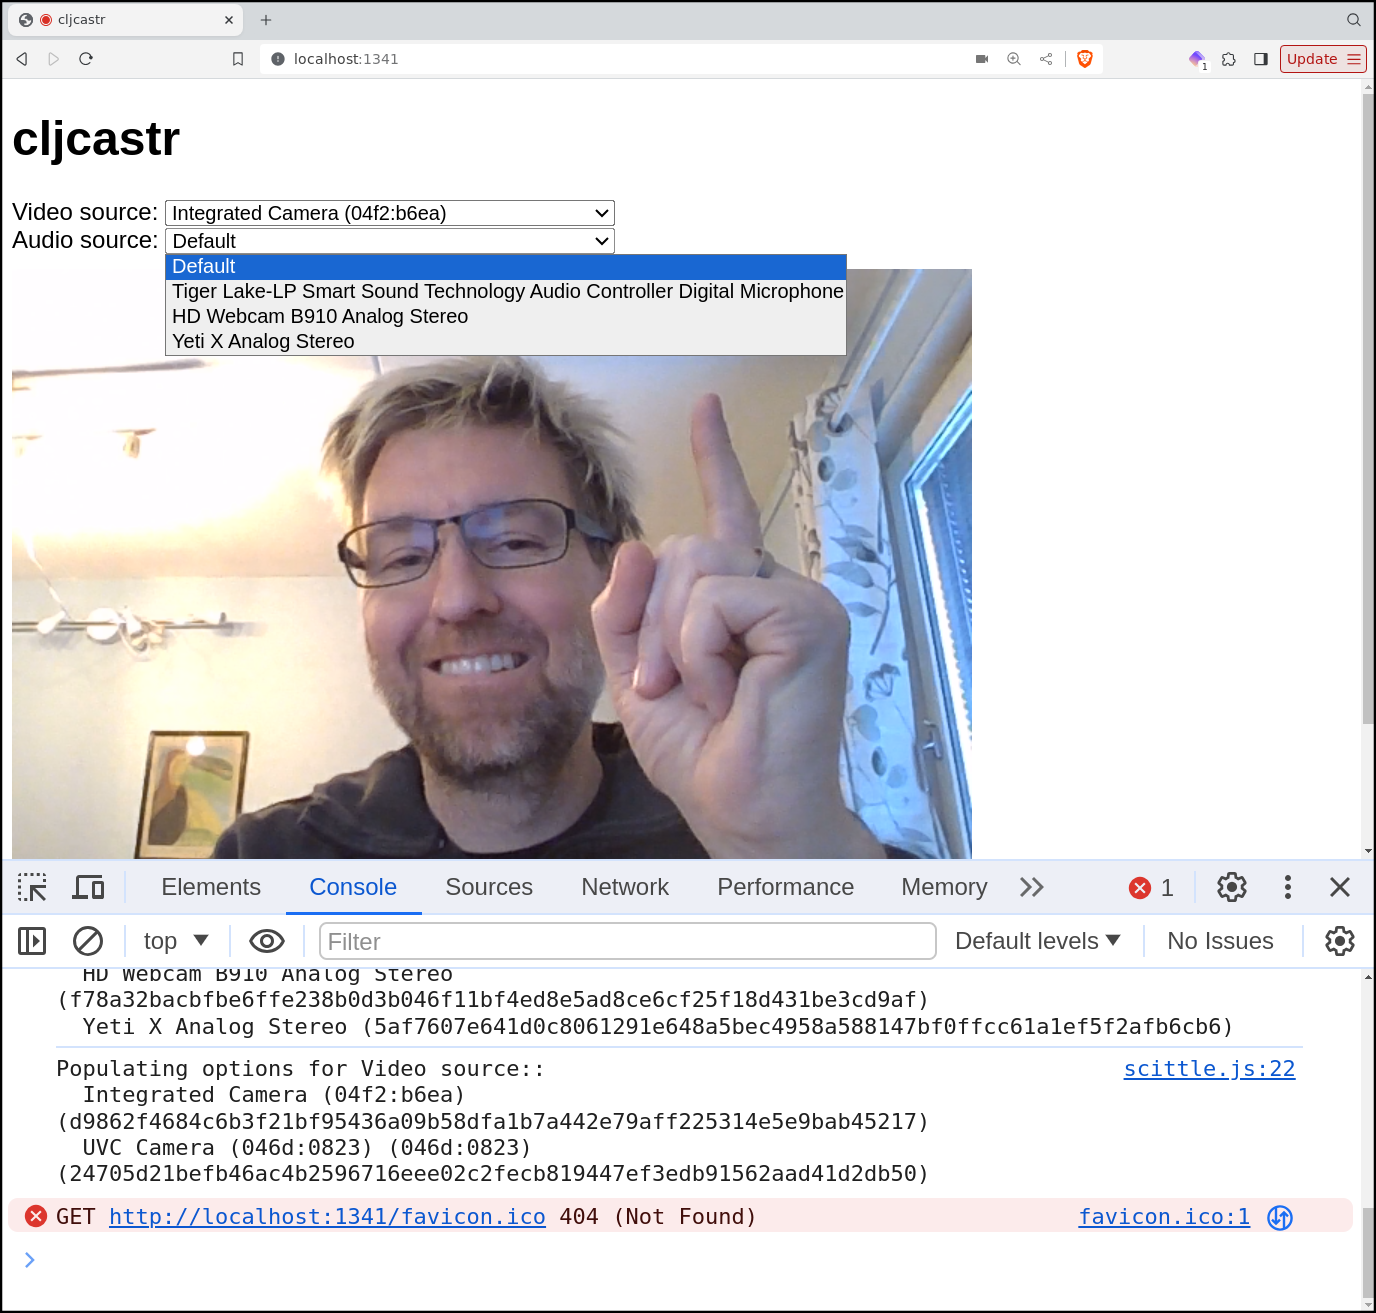 cljcastr
localhost:1341
1
Update
cljcastr
Video source: Integrated Camera (04f2:b6ea)
Audio source: Default
Default
Tiger Lake-LP Smart Sound Technology Audio Controller Digital Microphone
HD Webcam B910 Analog Stereo
Yeti X Analog Stereo
Elements Console Sources Network Performance Memory 1
top Filter Default levels No Issues
HD Webcam B910 Analog Stereo
(f78a32bacbfbe6ffe238b0d3b046f11bf4ed8e5ad8ce6cf25f18d431be3cd9af)
Yeti X Analog Stereo (5af7607e641d0c8061291e648a5bec4958a588147bf0ffcc61a1ef5f2afb6cb6)
Populating options for Video source:: scittle.js:22
Integrated Camera (04f2:b6ea)
(d9862f4684c6b3f21bf95436a09b58dfa1b7a442e79aff225314e5e9bab45217)
UVC Camera (046d:0823) (046d:0823)
(24705d21befb46ac4b2596716eee02c2fecb819447ef3edb91562aad41d2db50)
GET http://localhost:1341/favicon.ico 404 (Not Found) favicon.ico:1